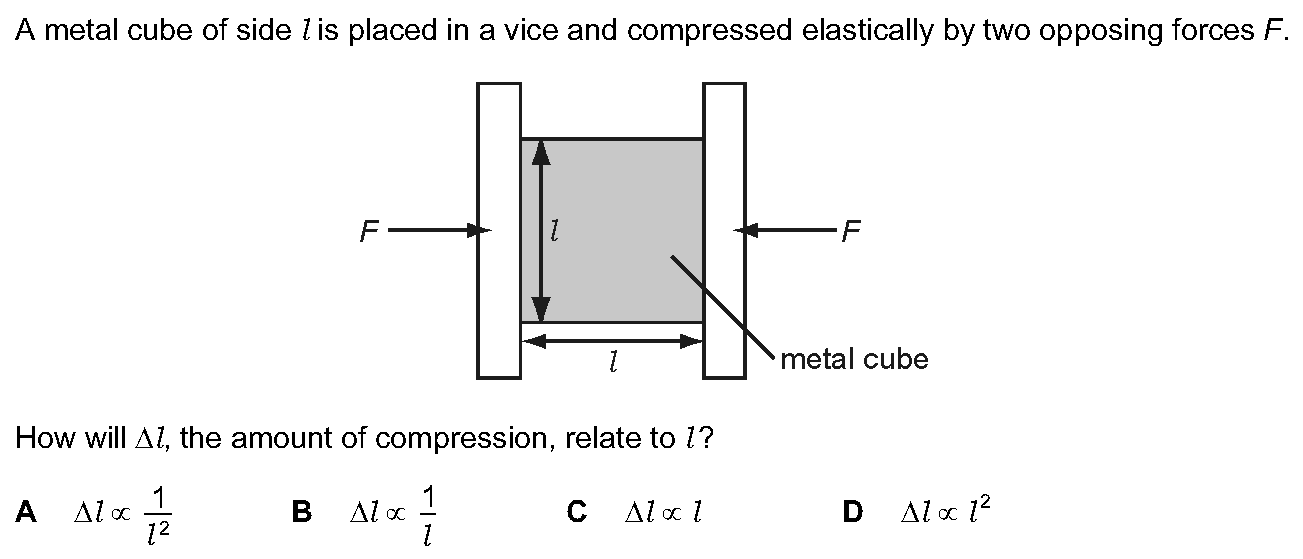 A metal cube of side l is placed in a vice and compressed elastically by two opposing forces F.
F
l
F
l
metal cube
How will Δl, the amount of compression, relate to l?
A Δl ∝ 1/l² B Δl ∝ 1/l C Δl ∝ l D Δl ∝ l²